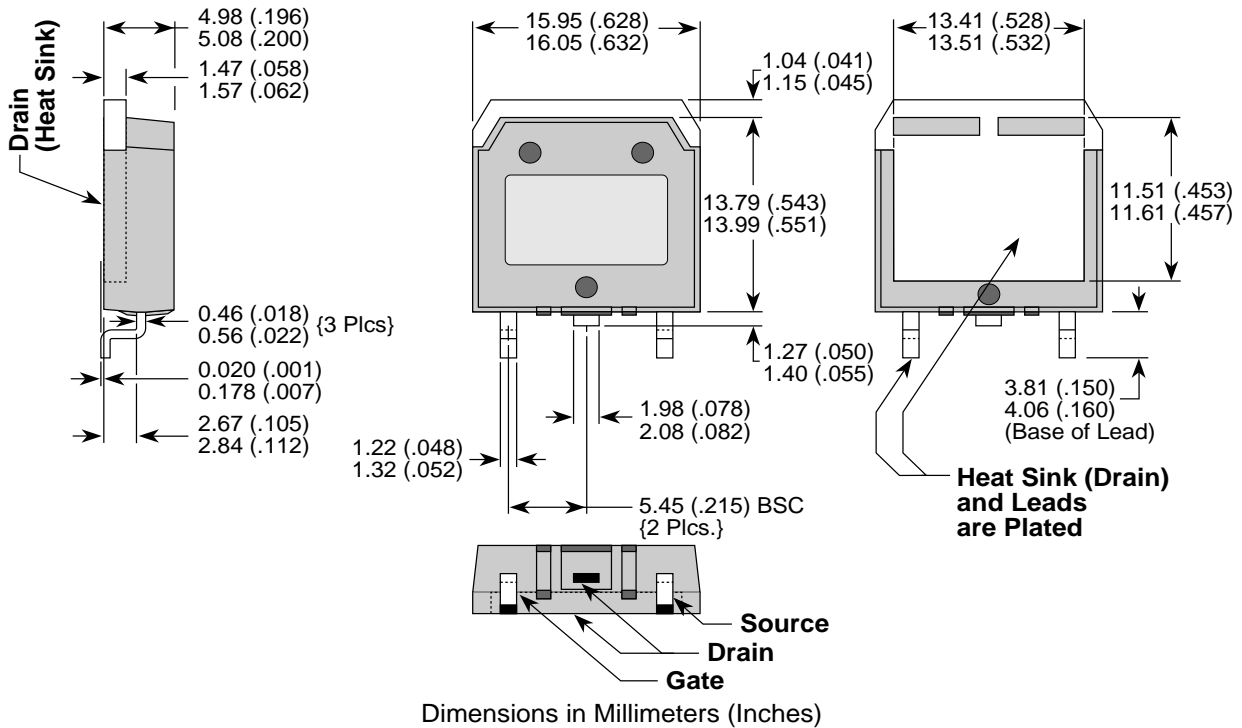 4.98 (.196)
5.08 (.200)
1.47 (.058)
1.57 (.062)
Drain
(Heat Sink)
0.46 (.018)
0.56 (.022)
{3 Plcs}
0.020 (.001)
0.178 (.007)
2.67 (.105)
2.84 (.112)
15.95 (.628)
16.05 (.632)
1.04 (.041)
1.15 (.045)
13.79 (.543)
13.99 (.551)
1.27 (.050)
1.40 (.055)
1.98 (.078)
2.08 (.082)
1.22 (.048)
1.32 (.052)
5.45 (.215) BSC
{2 Plcs.}
13.41 (.528)
13.51 (.532)
11.51 (.453)
11.61 (.457)
3.81 (.150)
4.06 (.160)
(Base of Lead)
Heat Sink (Drain)
and Leads
are Plated
Source
Drain
Gate
Dimensions in Millimeters (Inches)